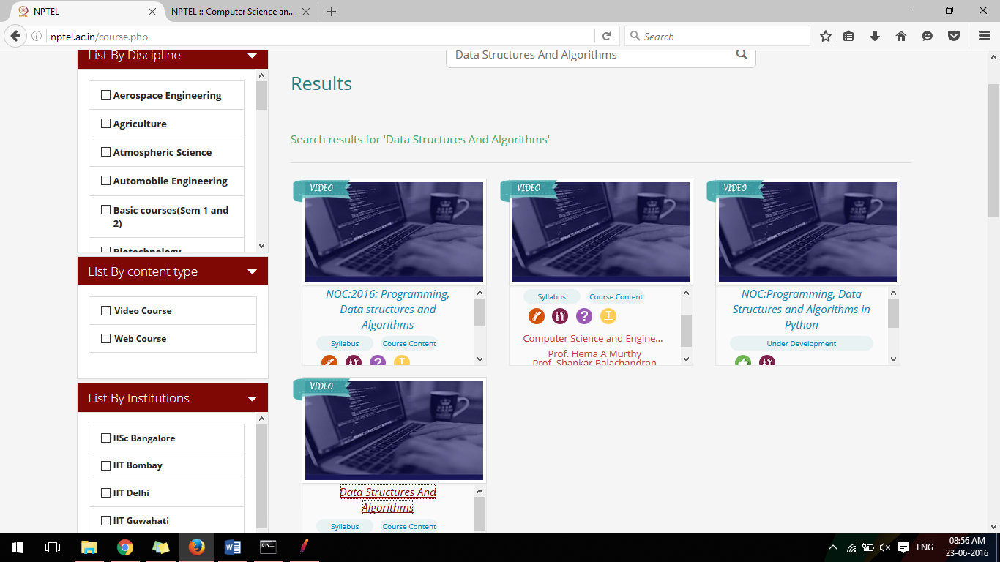 NPTEL
NPTEL :: Computer Science an...
nptel.ac.in/course.php
Search
List By Discipline
Aerospace Engineering
Agriculture
Atmospheric Science
Automobile Engineering
Basic courses(Sem 1 and
2)
Biotechnology
List By content type
Video Course
Web Course
List By Institutions
IISc Bangalore
IIT Bombay
IIT Delhi
IIT Guwahati
Data Structures And Algorithms
Results
Search results for 'Data Structures And Algorithms'
VIDEO
NOC:2016: Programming,
Data structures and
Algorithms
Syllabus Course Content
VIDEO
Syllabus Course Content
Computer Science and Engine...
Prof. Hema A Murthy
Prof. Shankar Balachandran
VIDEO
NOC:Programming, Data
Structures and Algorithms in
Python
Under Development
VIDEO
Data Structures And
Algorithms
Syllabus Course Content
ENG
08:56 AM
23-06-2016